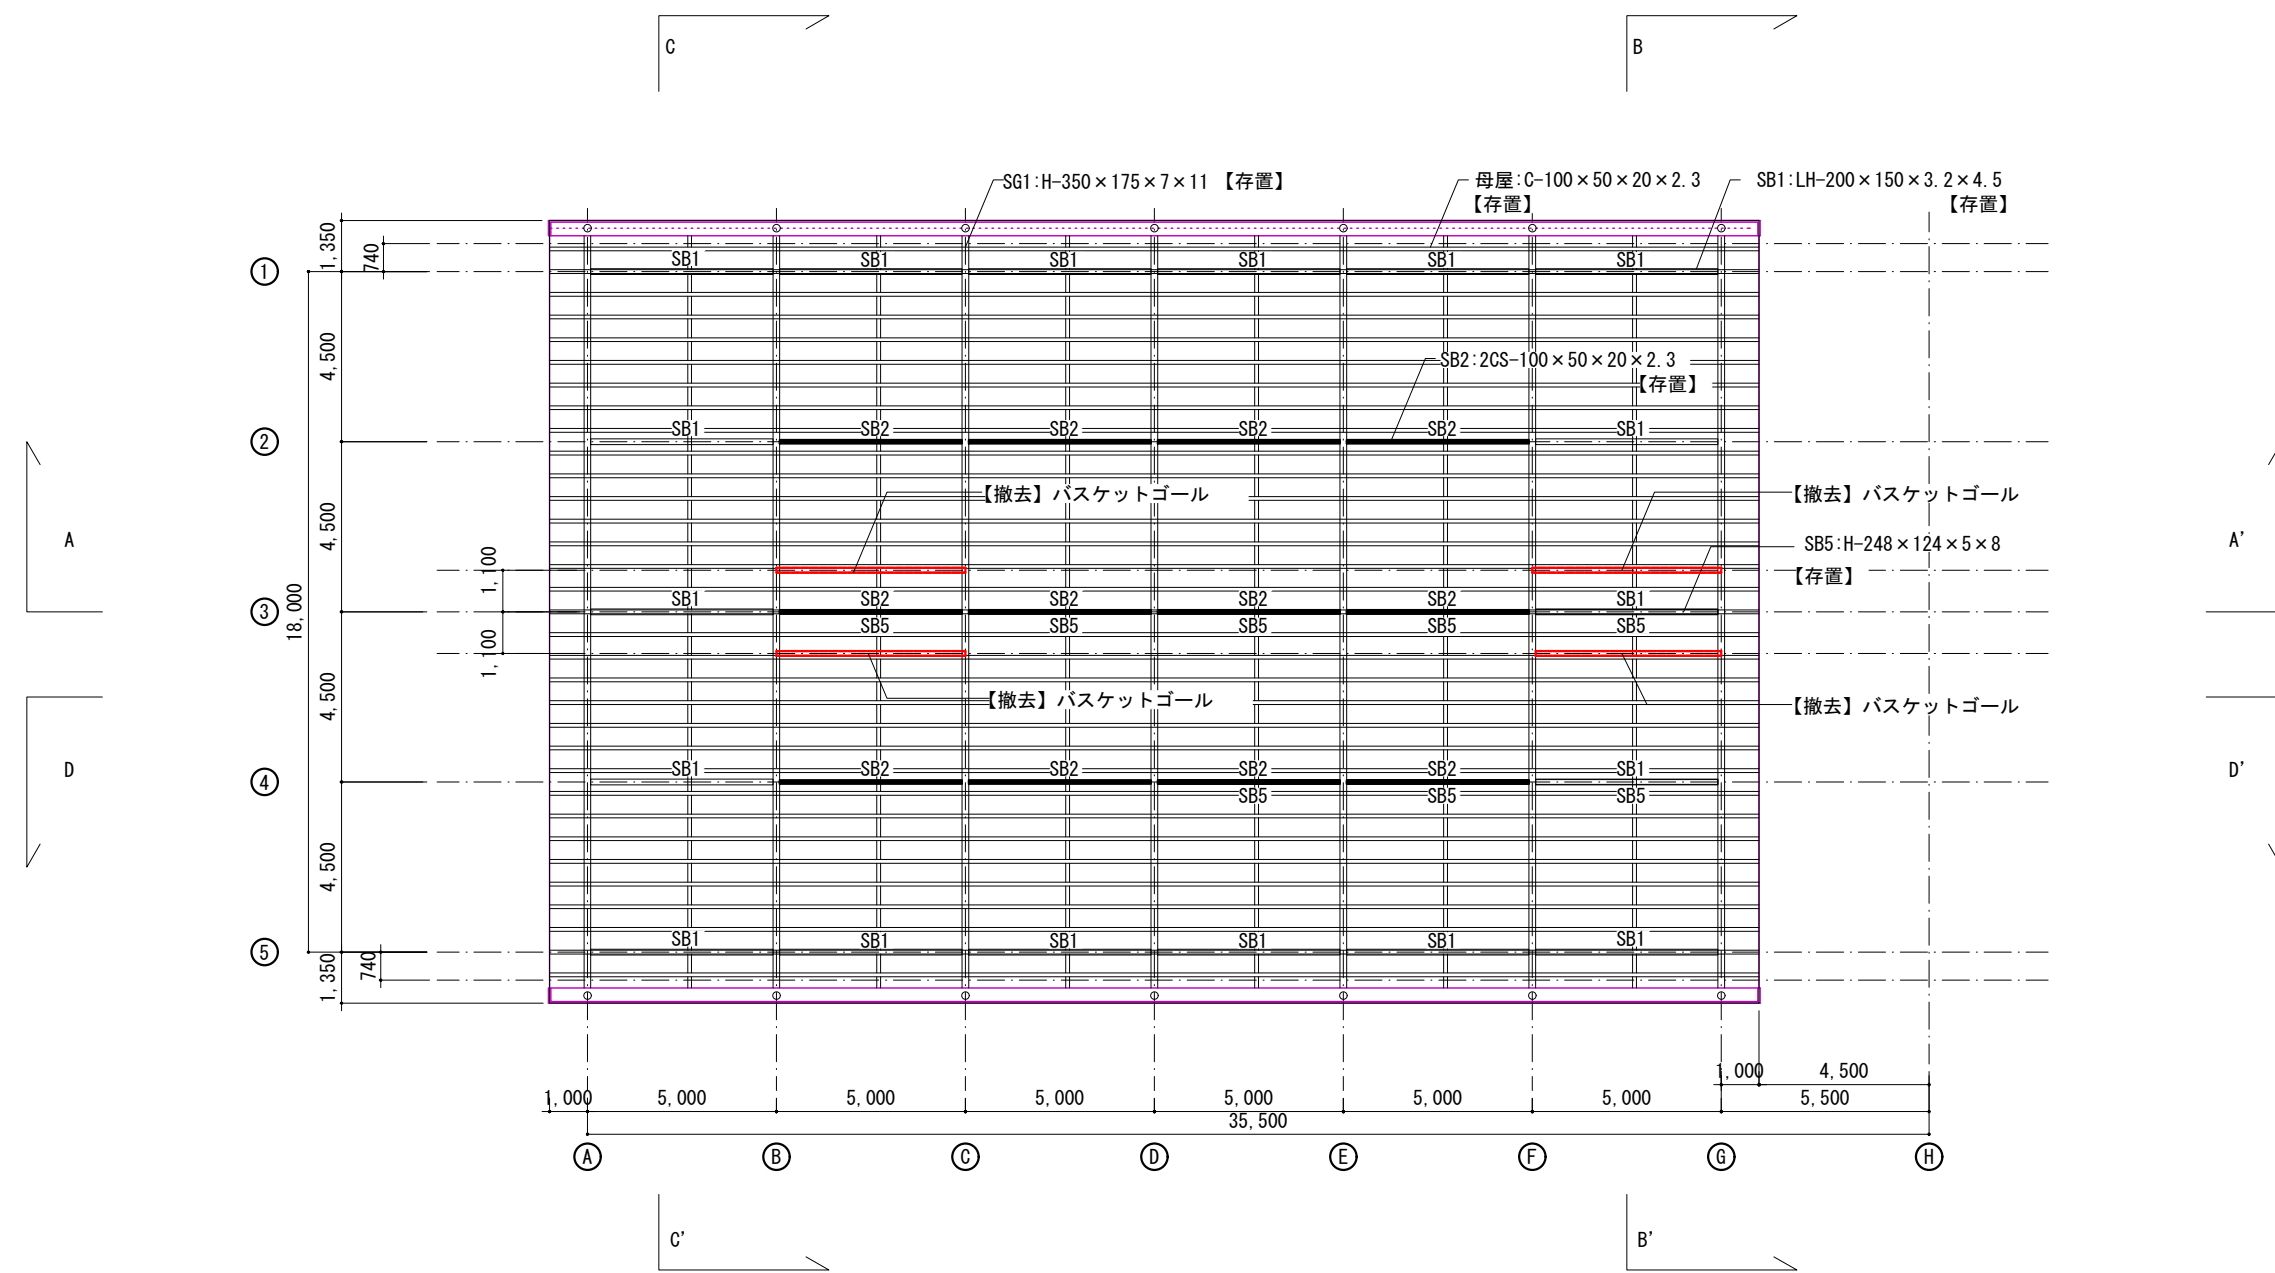 C
B
SG1:H-350×175×7×11 【存置】
母屋:C-100×50×20×2.3
【存置】
SB1:LH-200×150×3.2×4.5
【存置】
1,350
740
①
SB1 SB1 SB1 SB1 SB1 SB1
4,500
SB2:2CS-100×50×20×2.3
【存置】
②
SB1 SB2 SB2 SB2 SB2 SB1
【撤去】バスケットゴール
【撤去】バスケットゴール
4,500
A
A'
SB5:H-248×124×5×8
【存置】
1,100
18,000
③
SB1 SB2 SB2 SB2 SB2 SB1
SB5 SB5 SB5 SB5 SB5
1,100
4,500
【撤去】バスケットゴール
【撤去】バスケットゴール
D
D'
④
SB1 SB2 SB2 SB2 SB2 SB1
SB5 SB5 SB5
4,500
⑤
SB1 SB1 SB1 SB1 SB1 SB1
1,350
740
1,000 4,500
1,000 5,000 5,000 5,000 5,000 5,000 5,000 5,500
35,500
Ⓐ Ⓑ Ⓒ Ⓓ Ⓔ Ⓕ Ⓖ Ⓗ
C'
B'